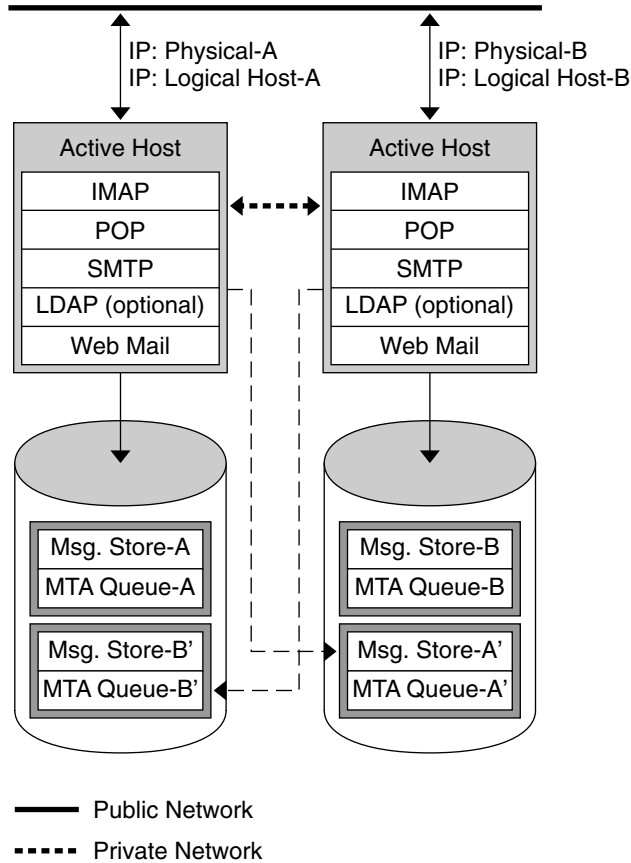 IP: Physical-A
IP: Logical Host-A
IP: Physical-B
IP: Logical Host-B
Active Host
IMAP
POP
SMTP
LDAP (optional)
Web Mail
Active Host
IMAP
POP
SMTP
LDAP (optional)
Web Mail
Msg. Store-A
MTA Queue-A
Msg. Store-B’
MTA Queue-B’
Msg. Store-B
MTA Queue-B
Msg. Store-A’
MTA Queue-A’
Public Network
Private Network